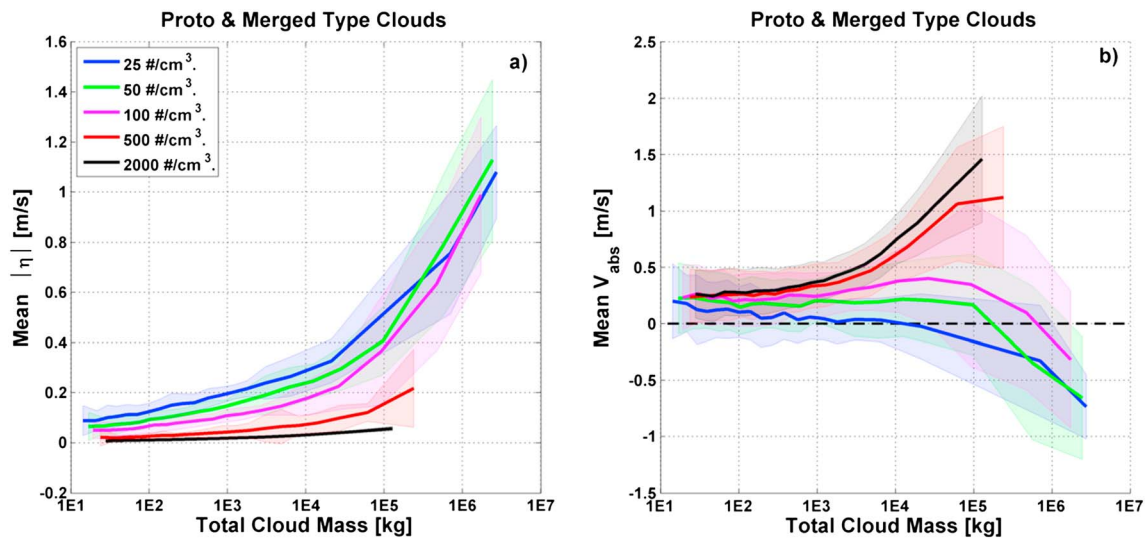 Proto & Merged Type Clouds
a)
1.6
1.4
1.2
1
0.8
0.6
0.4
0.2
0
-0.2
Mean |η| [m/s]
25 #/cm³.
50 #/cm³.
100 #/cm³.
500 #/cm³.
2000 #/cm³.
1E1 1E2 1E3 1E4 1E5 1E6 1E7
Total Cloud Mass [kg]
Proto & Merged Type Clouds
b)
2.5
2
1.5
1
0.5
0
-0.5
-1
-1.5
Mean V_abs [m/s]
1E1 1E2 1E3 1E4 1E5 1E6 1E7
Total Cloud Mass [kg]